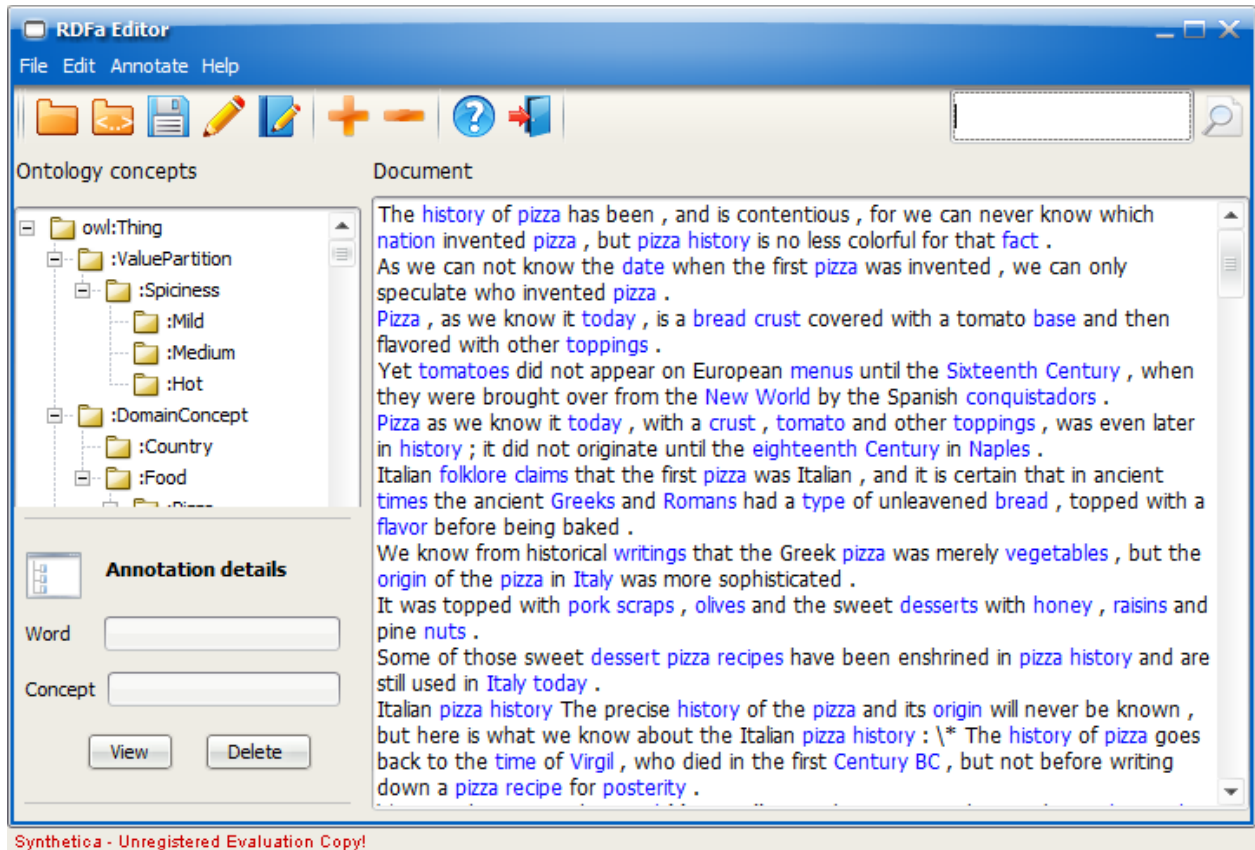 RDFa Editor
File Edit Annotate Help
Ontology concepts
Document
owl:Thing
:ValuePartition
:Spiciness
:Mild
:Medium
:Hot
:DomainConcept
:Country
:Food
Annotation details
Word
Concept
View Delete
The history of pizza has been , and is contentious , for we can never know which
nation invented pizza , but pizza history is no less colorful for that fact .
As we can not know the date when the first pizza was invented , we can only
speculate who invented pizza .
Pizza , as we know it today , is a bread crust covered with a tomato base and then
flavored with other toppings .
Yet tomatoes did not appear on European menus until the Sixteenth Century , when
they were brought over from the New World by the Spanish conquistadors .
Pizza as we know it today , with a crust , tomato and other toppings , was even later
in history ; it did not originate until the eighteenth Century in Naples .
Italian folklore claims that the first pizza was Italian , and it is certain that in ancient
times the ancient Greeks and Romans had a type of unleavened bread , topped with a
flavor before being baked .
We know from historical writings that the Greek pizza was merely vegetables , but the
origin of the pizza in Italy was more sophisticated .
It was topped with pork scraps , olives and the sweet desserts with honey , raisins and
pine nuts .
Some of those sweet dessert pizza recipes have been enshrined in pizza history and are
still used in Italy today .
Italian pizza history The precise history of the pizza and its origin will never be known ,
but here is what we know about the Italian pizza history : \* The history of pizza goes
back to the time of Virgil , who died in the first Century BC , but not before writing
down a pizza recipe for posterity .
Synthetica - Unregistered Evaluation Copy!